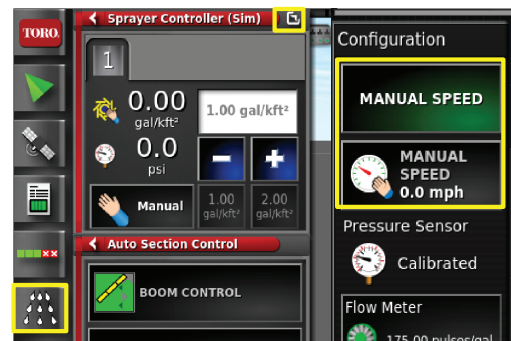 TORO.
Sprayer Controller (Sim)
1
0.00
gal/kft²
1.00 gal/kft²
0.0
psi
-
+
Manual
1.00
gal/kft²
2.00
gal/kft²
Auto Section Control
BOOM CONTROL
Configuration
MANUAL SPEED
MANUAL
SPEED
0.0 mph
Pressure Sensor
Calibrated
Flow Meter
175.00 pulses/gal